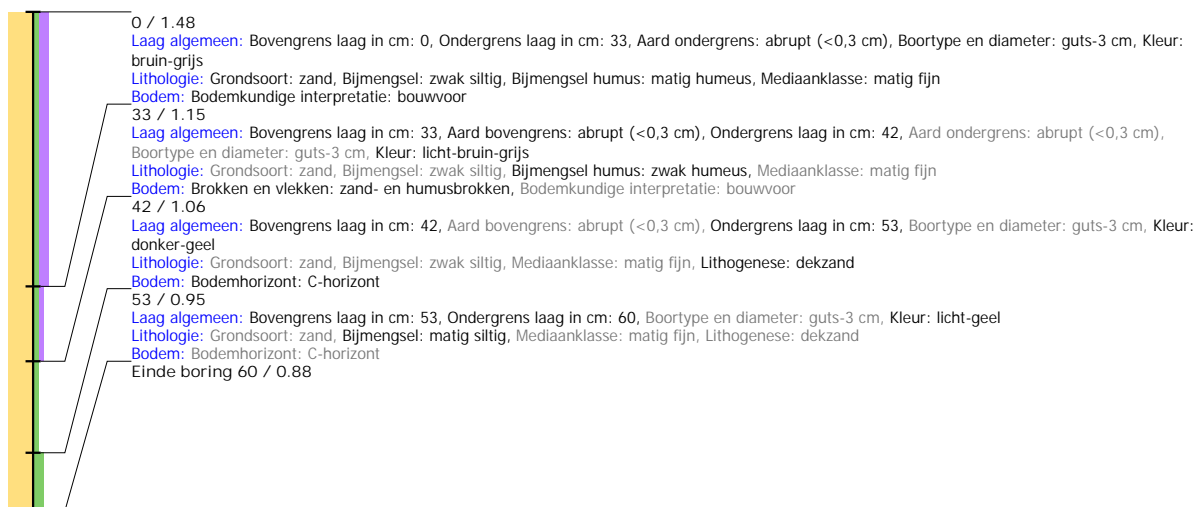 0 / 1.48
Laag algemeen: Bovengrens laag in cm: 0, Ondergrens laag in cm: 33, Aard ondergrens: abrupt (<0,3 cm), Boortype en diameter: guts-3 cm, Kleur:
bruin-grijs
Lithologie: Grondsoort: zand, Bijmengsel: zwak siltig, Bijmengsel humus: matig humeus, Mediaanklasse: matig fijn
Bodem: Bodemkundige interpretatie: bouwvoor
33 / 1.15
Laag algemeen: Bovengrens laag in cm: 33, Aard bovengrens: abrupt (<0,3 cm), Ondergrens laag in cm: 42, Aard ondergrens: abrupt (<0,3 cm),
Boortype en diameter: guts-3 cm, Kleur: licht-bruin-grijs
Lithologie: Grondsoort: zand, Bijmengsel: zwak siltig, Bijmengsel humus: zwak humeus, Mediaanklasse: matig fijn
Bodem: Brokken en vlekken: zand- en humusbrokken, Bodemkundige interpretatie: bouwvoor
42 / 1.06
Laag algemeen: Bovengrens laag in cm: 42, Aard bovengrens: abrupt (<0,3 cm), Ondergrens laag in cm: 53, Boortype en diameter: guts-3 cm, Kleur:
donker-geel
Lithologie: Grondsoort: zand, Bijmengsel: zwak siltig, Mediaanklasse: matig fijn, Lithogenese: dekzand
Bodem: Bodemhorizont: C-horizont
53 / 0.95
Laag algemeen: Bovengrens laag in cm: 53, Ondergrens laag in cm: 60, Boortype en diameter: guts-3 cm, Kleur: licht-geel
Lithologie: Grondsoort: zand, Bijmengsel: matig siltig, Mediaanklasse: matig fijn, Lithogenese: dekzand
Bodem: Bodemhorizont: C-horizont
Einde boring 60 / 0.88